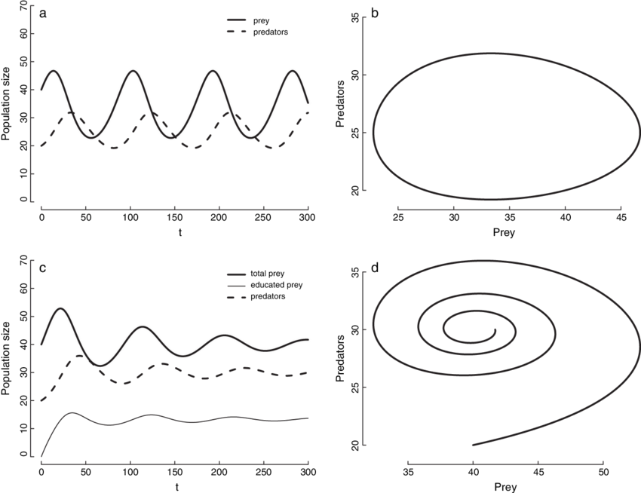 a
70
60
50
40
30
20
10
0
Population size
prey
predators
0 50 100 150 200 250 300
t
b
35
30
25
20
Predators
25 30 35 40 45
Prey
c
70
60
50
40
30
20
10
0
Population size
total prey
educated prey
predators
0 50 100 150 200 250 300
t
d
35
30
25
20
Predators
35 40 45 50
Prey